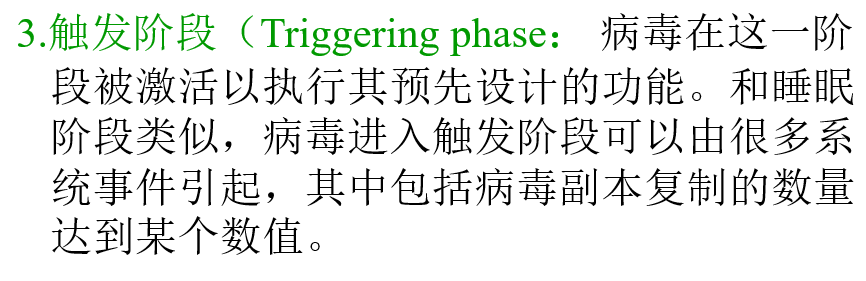 3.触发阶段（Triggering phase： 病毒在这一阶
段被激活以执行其预先设计的功能。和睡眠
阶段类似，病毒进入触发阶段可以由很多系
统事件引起，其中包括病毒副本复制的数量
达到某个数值。